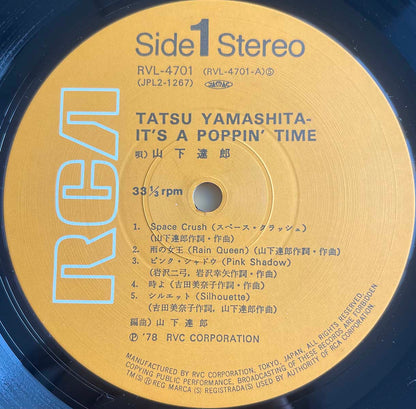 Side 1 Stereo
RVL-4701 (RVL-4701-A)Ⓢ
(JPL2-1267)
TATSU YAMASHITA-
IT'S A POPPIN' TIME
唄)山下達郎
33 1/3 rpm
1. Space Crush (スペース・クラッシュ)
(山下達郎作詞・作曲)
2. 雨の女王(Rain Queen)(山下達郎作詞・作曲)
3. ピンク・シャドウ(Pink Shadow)
(岩沢二弓, 岩沢幸矢作詞・作曲)
4. 時よ(吉田美奈子作詞・作曲)
5. シルエット(Silhouette)
(吉田美奈子作詞, 山下達郎作曲)
編曲)山下達郎
Ⓟ '78 RVC CORPORATION
RCA
MANUFACTURED BY RVC CORPORATION, TOKYO, JAPAN. ALL RIGHTS RESERVED.
COPYING PUBLIC PERFORMANCE, BROADCASTING OF THESE RECORDS ARE FORBIDDEN
TM(S) Ⓡ REG MARCA(S) REGISTRADA(S) USED BY AUTHORITY OF RCA CORPORATION.